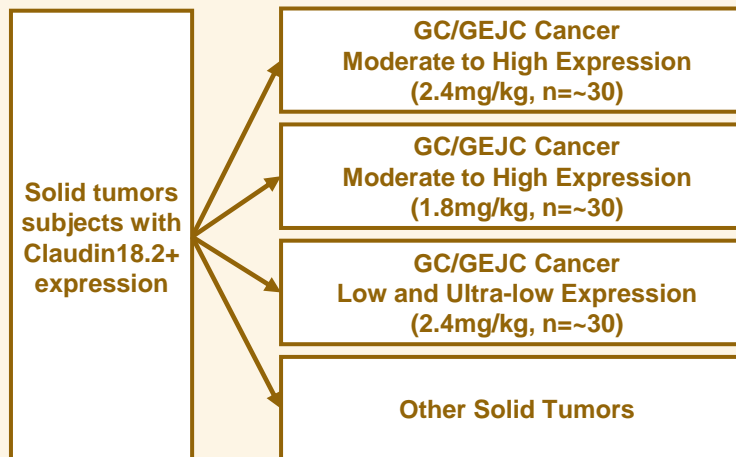 Solid tumors
subjects with
Claudin18.2+
expression
GC/GEJC Cancer
Moderate to High Expression
(2.4mg/kg, n=~30)
GC/GEJC Cancer
Moderate to High Expression
(1.8mg/kg, n=~30)
GC/GEJC Cancer
Low and Ultra-low Expression
(2.4mg/kg, n=~30)
Other Solid Tumors